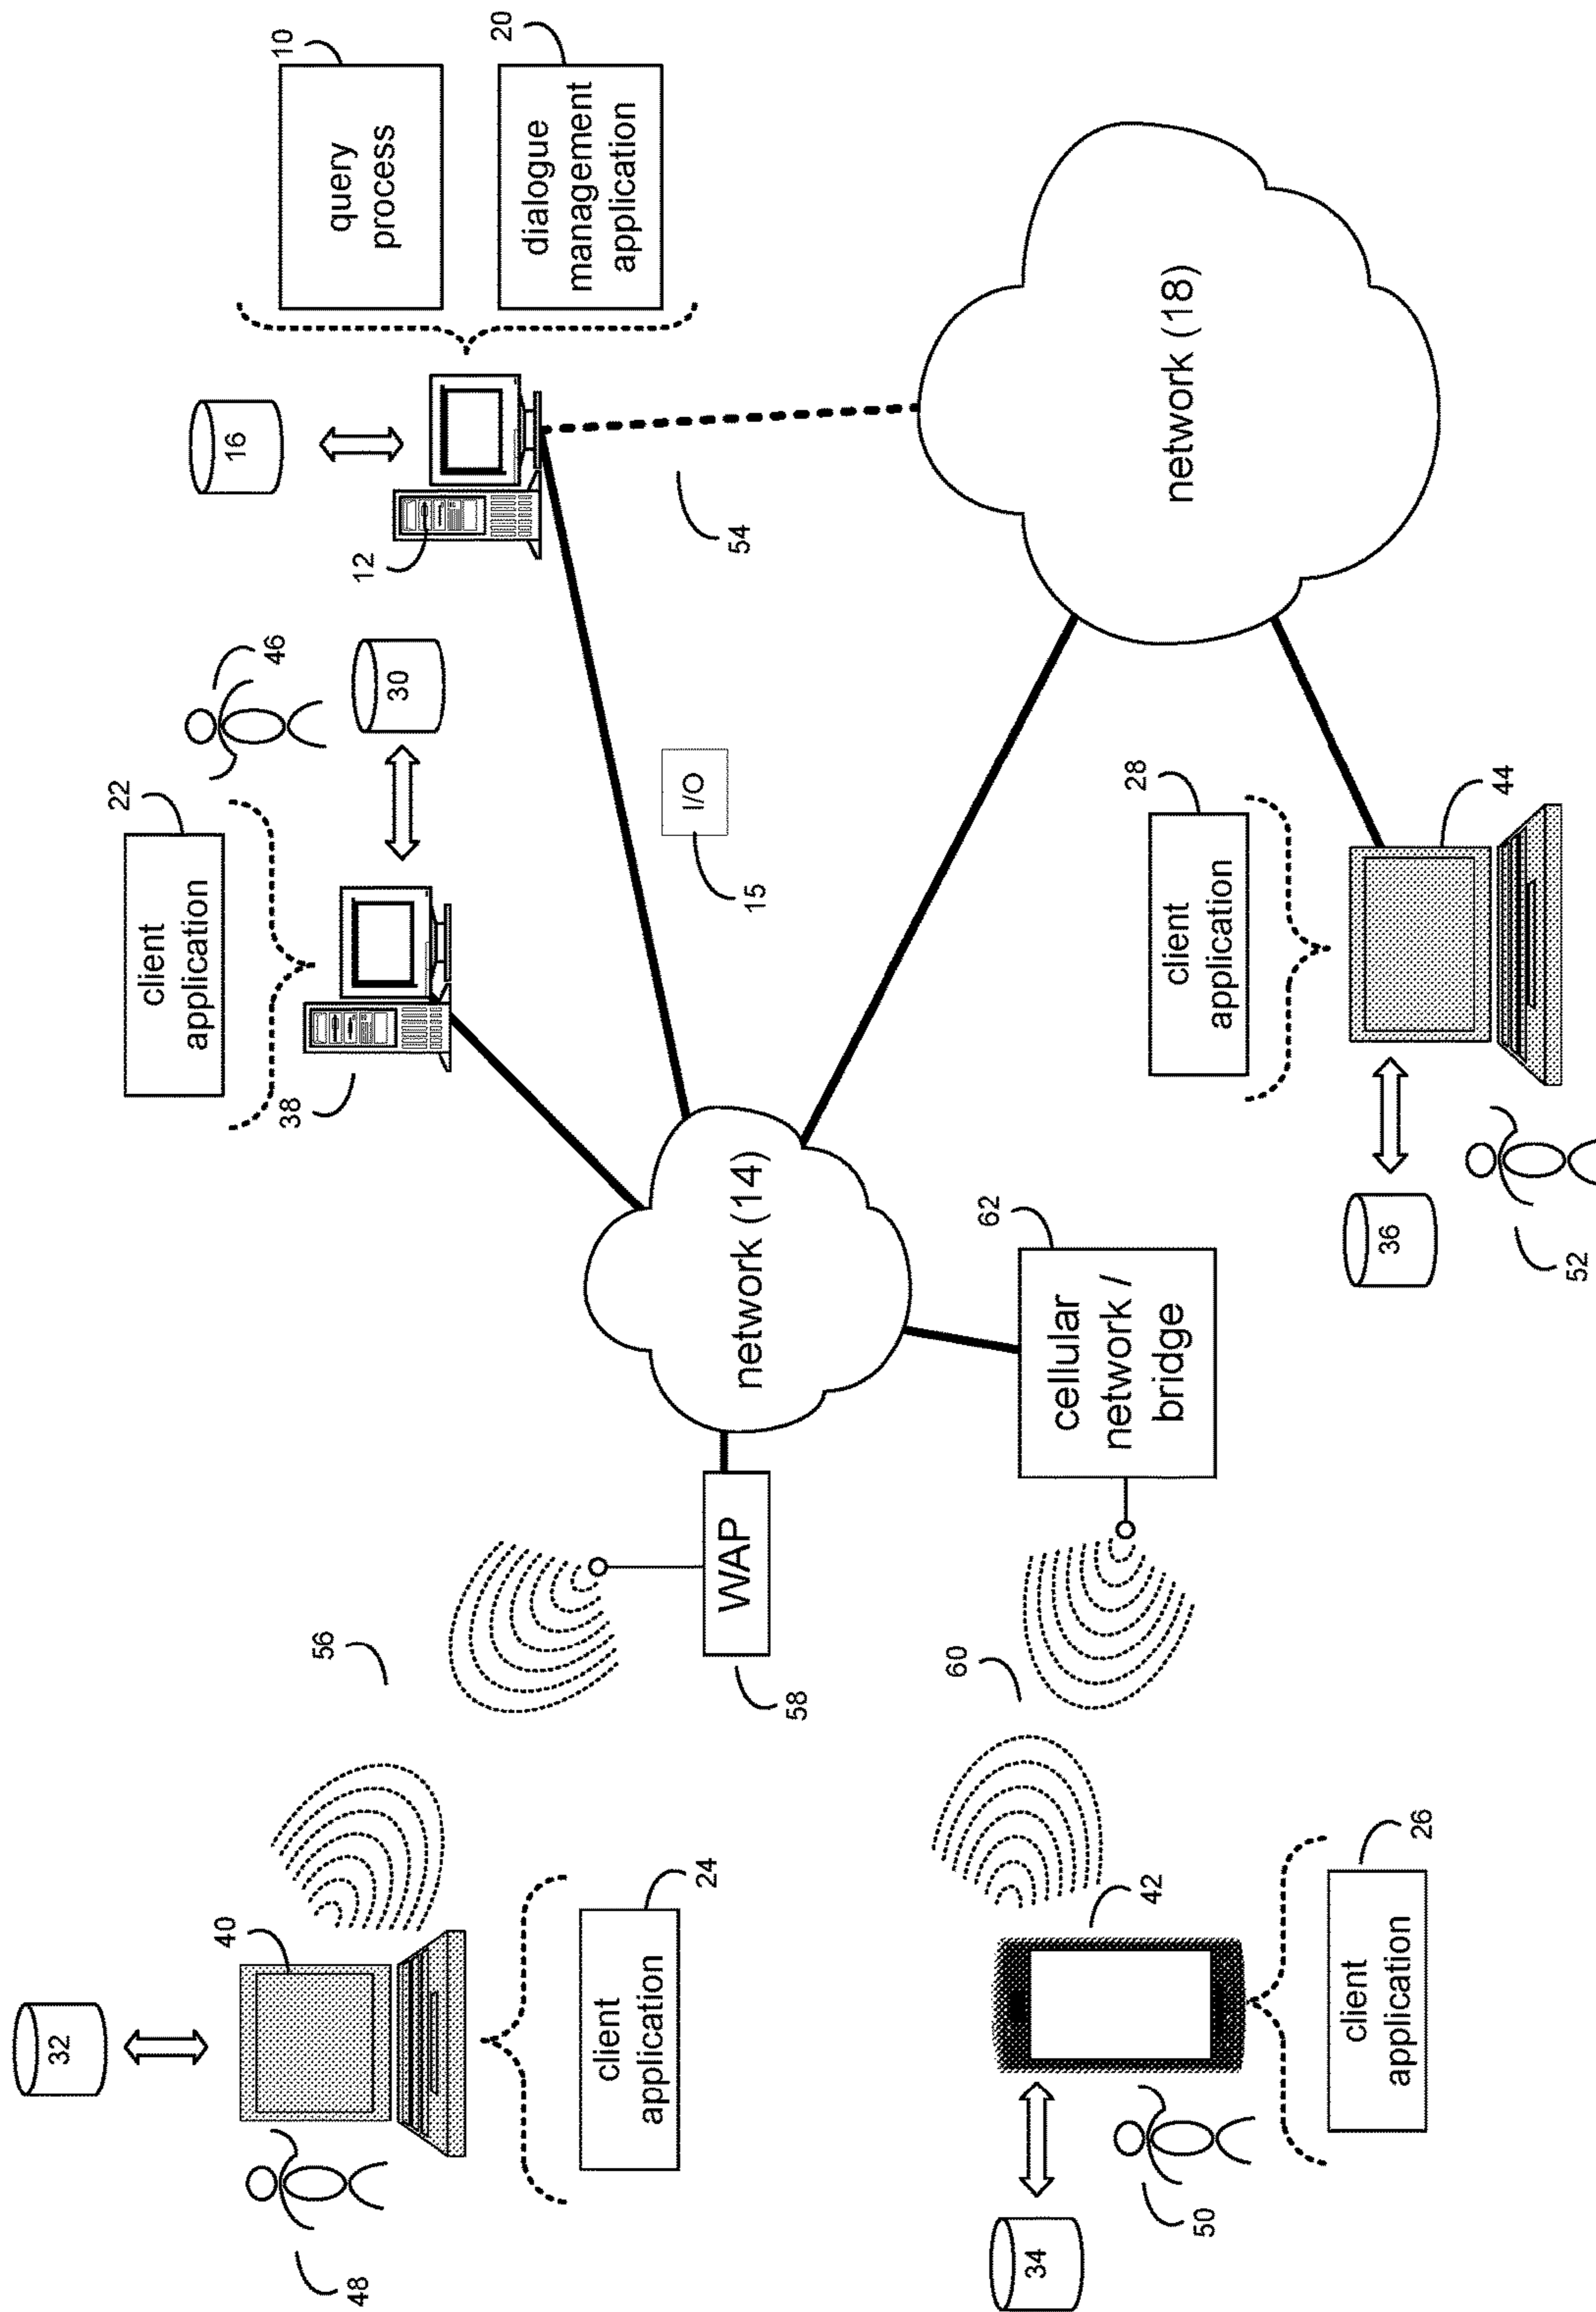 32
40
48
client
application
24
56
WAP
58
client
application
22
38
46
30
16
12
query
process
10
dialogue
management
application
20
I/O
15
54
network (14)
34
42
50
60
client
application
26
cellular
network /
bridge
62
network (18)
client
application
28
44
36
52